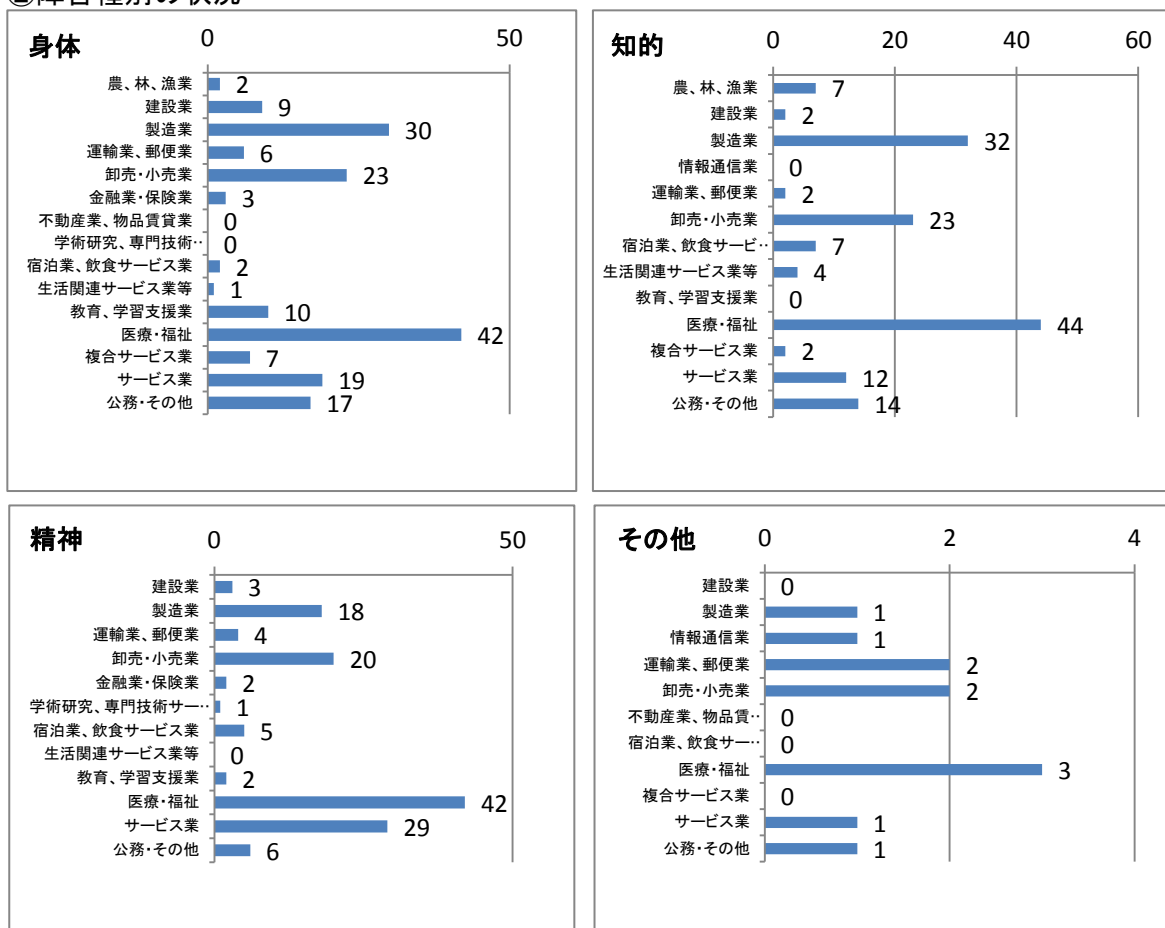 ②障害種別の状況
身体
0 50
農、林、漁業 2
建設業 9
製造業 30
運輸業、郵便業 6
卸売・小売業 23
金融業・保険業 3
不動産業、物品賃貸業 0
学術研究、専門技術‥ 0
宿泊業、飲食サービス業 2
生活関連サービス業等 1
教育、学習支援業 10
医療・福祉 42
複合サービス業 7
サービス業 19
公務・その他 17
知的
0 20 40 60
農、林、漁業 7
建設業 2
製造業 32
情報通信業 0
運輸業、郵便業 2
卸売・小売業 23
宿泊業、飲食サービ‥ 7
生活関連サービス業等 4
教育、学習支援業 0
医療・福祉 44
複合サービス業 2
サービス業 12
公務・その他 14
精神
0 50
建設業 3
製造業 18
運輸業、郵便業 4
卸売・小売業 20
金融業・保険業 2
学術研究、専門技術サー‥ 1
宿泊業、飲食サービス業 5
生活関連サービス業等 0
教育、学習支援業 2
医療・福祉 42
サービス業 29
公務・その他 6
その他
0 2 4
建設業 0
製造業 1
情報通信業 1
運輸業、郵便業 2
卸売・小売業 2
不動産業、物品賃‥ 0
宿泊業、飲食サー‥ 0
医療・福祉 3
複合サービス業 0
サービス業 1
公務・その他 1